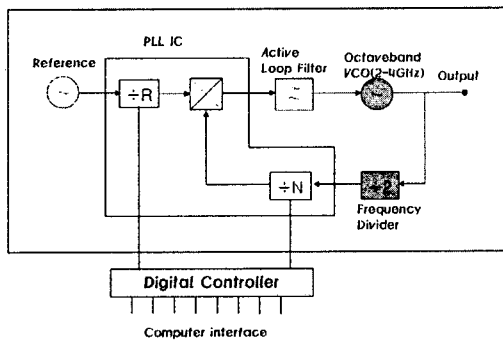 PLL IC
Reference
Active
Loop Filter
Octaveband
VCO(2-4GHz)
Output
÷R
÷N
÷2
Frequency
Divider
Digital Controller
Computer interface